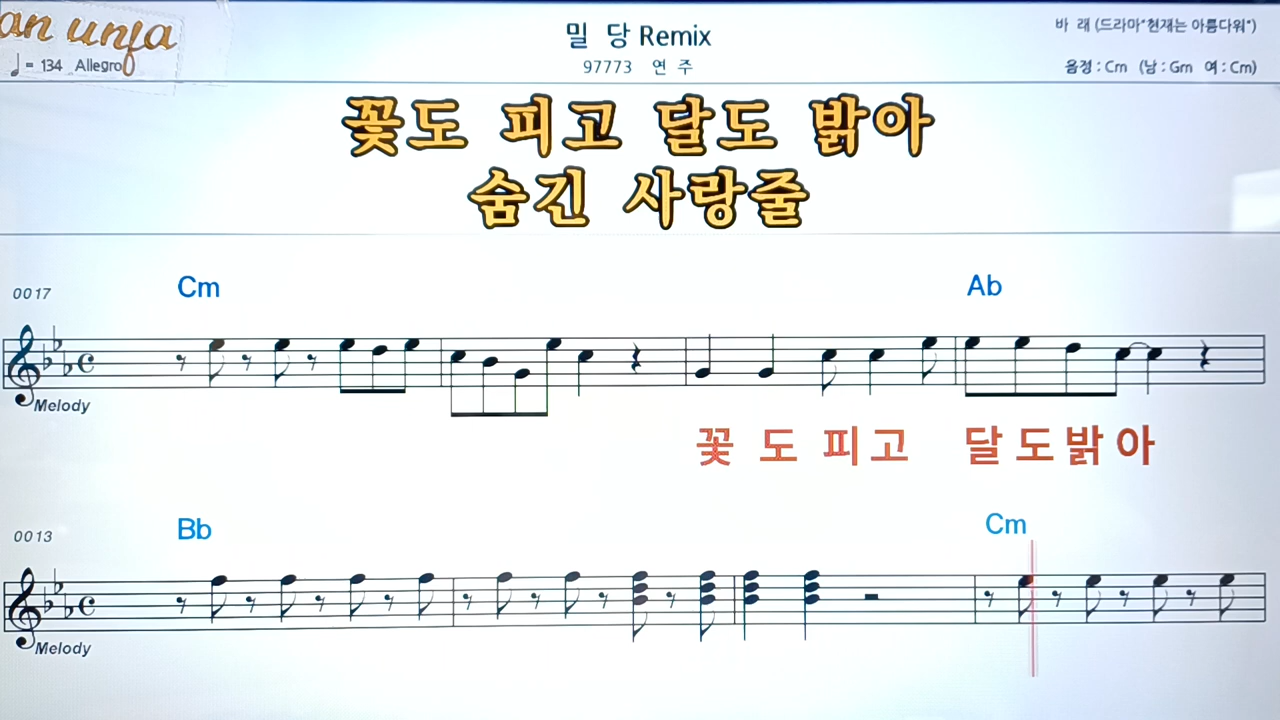 an unfa
♩= 134 Allegro
밀 당 Remix
97773 연 주
바 래 (드라마"현재는 아름다워")
음정 : Cm (남 : Gm 여 : Cm)
꽃도 피고 달도 밝아
숨긴 사랑줄
0017
Cm
Ab
Melody
꽃 도 피 고 달 도 밝 아
0013
Bb
Cm
Melody